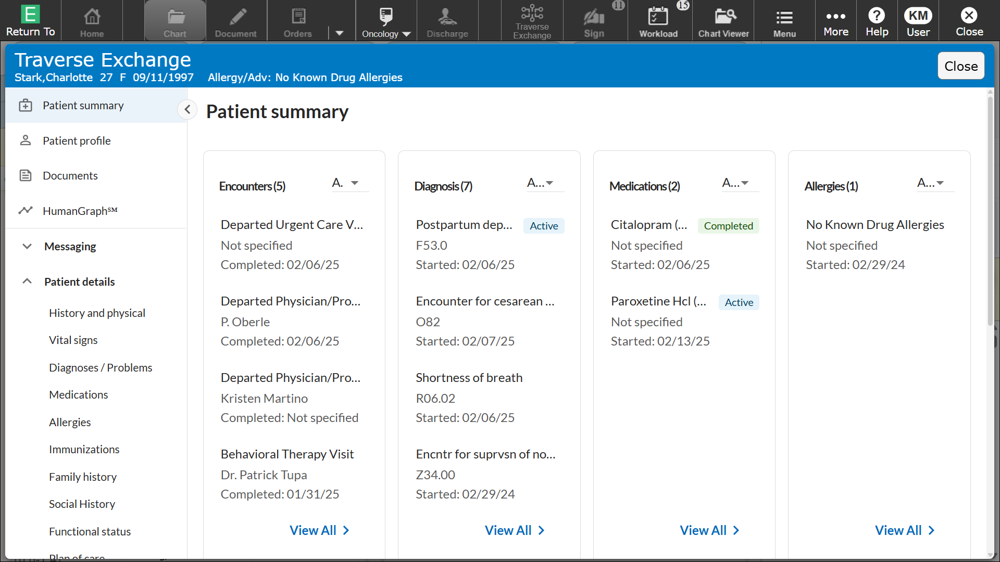 E
Return To
Home
Chart
Document
Orders
Oncology
Discharge
Traverse
Exchange
11
Sign
15
Workload
Chart Viewer
Menu
More
?
Help
KM
User
Close
Traverse Exchange
Stark,Charlotte 27 F 09/11/1997 Allergy/Adv: No Known Drug Allergies
Close
Patient summary
Patient profile
Documents
HumanGraph℠
Messaging
Patient details
History and physical
Vital signs
Diagnoses / Problems
Medications
Allergies
Immunizations
Family history
Social History
Functional status
Plan of care
Patient summary
Encounters (5)
A.
Departed Urgent Care V...
Not specified
Completed: 02/06/25
Departed Physician/Pro...
P. Oberle
Completed: 02/06/25
Departed Physician/Pro...
Kristen Martino
Completed: Not specified
Behavioral Therapy Visit
Dr. Patrick Tupa
Completed: 01/31/25
View All
Diagnosis (7)
A...
Postpartum dep... Active
F53.0
Started: 02/06/25
Encounter for cesarean ...
O82
Started: 02/07/25
Shortness of breath
R06.02
Started: 02/06/25
Encntr for suprvsn of no...
Z34.00
Started: 02/29/24
View All
Medications (2)
A...
Citalopram (... Completed
Not specified
Started: 02/06/25
Paroxetine Hcl (... Active
Not specified
Started: 02/13/25
View All
Allergies (1)
A...
No Known Drug Allergies
Not specified
Started: 02/29/24
View All